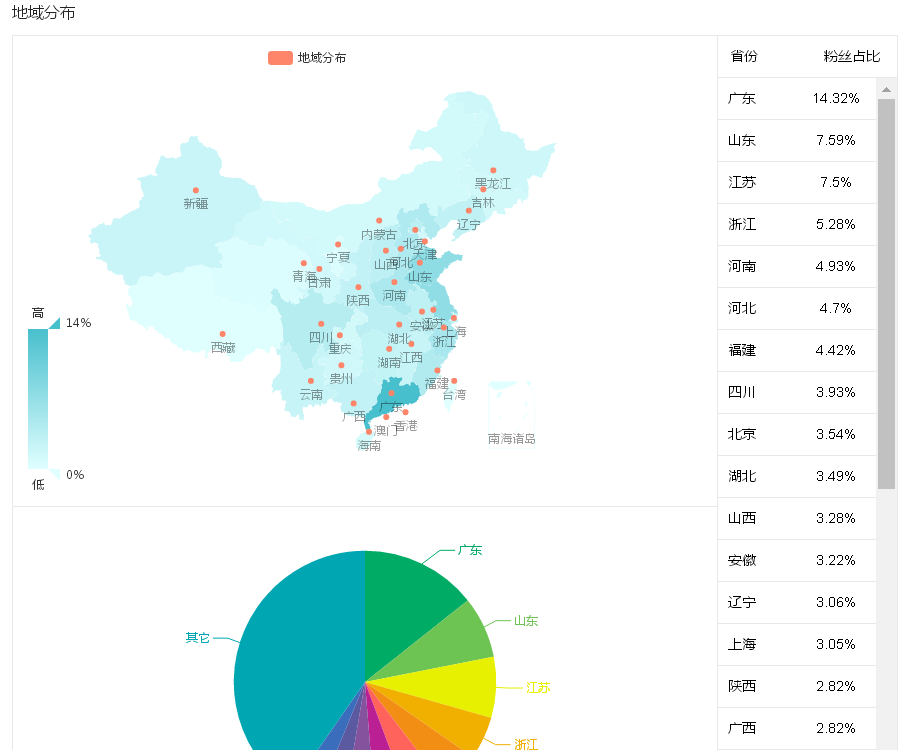 地域分布
地域分布
省份 粉丝占比
广东 14.32%
山东 7.59%
江苏 7.5%
浙江 5.28%
河南 4.93%
河北 4.7%
福建 4.42%
四川 3.93%
北京 3.54%
湖北 3.49%
山西 3.28%
安徽 3.22%
辽宁 3.06%
上海 3.05%
陕西 2.82%
广西 2.82%
黑龙江
吉林
辽宁
新疆
内蒙古
北京
天津
宁夏
山西
河北
青海
甘肃
山东
陕西
河南
四川
重庆
湖北
安徽
江苏
上海
浙江
西藏
湖南
江西
贵州
云南
福建
台湾
广西
广东
澳门
香港
海南
南海诸岛
高
14%
0%
低
广东
山东
江苏
浙江
其它